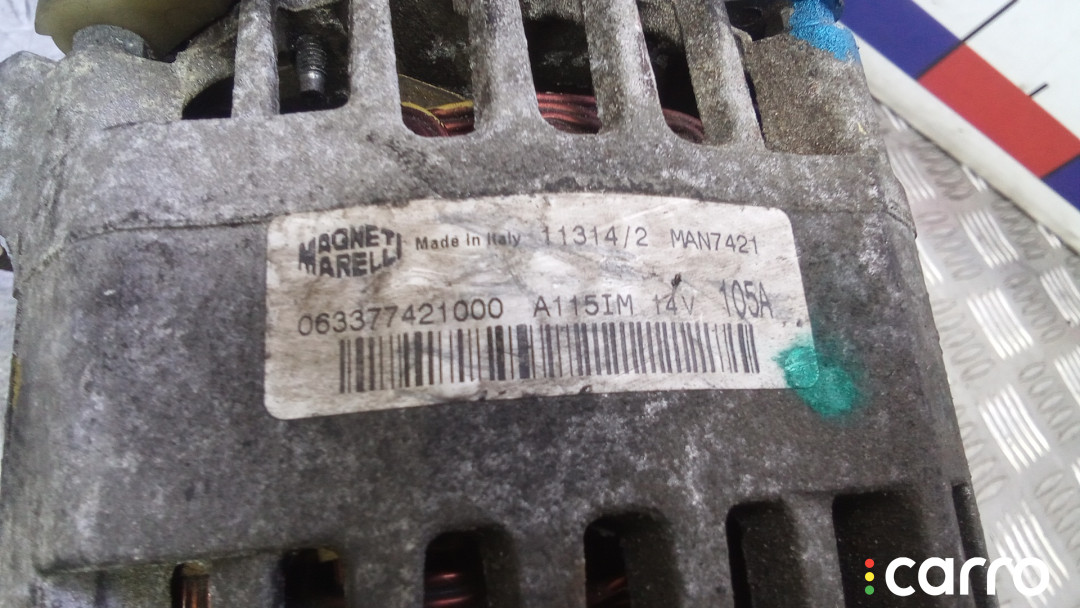 MAGNETI MARELLI Made in Italy 11314/2 MAN7421
063377421000 A115IM 14V 105A
carro